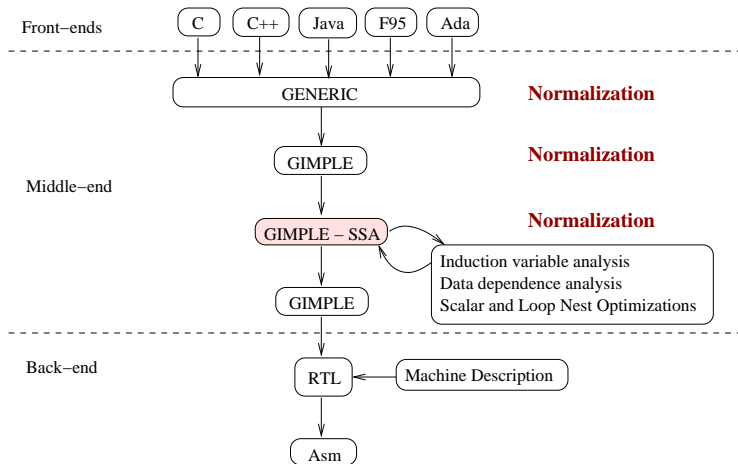 Front−ends
C
C++
Java
F95
Ada
GENERIC
Normalization
GIMPLE
Normalization
Middle−end
Normalization
GIMPLE − SSA
Induction variable analysis
Data dependence analysis
Scalar and Loop Nest Optimizations
GIMPLE
Back−end
RTL
Machine Description
Asm